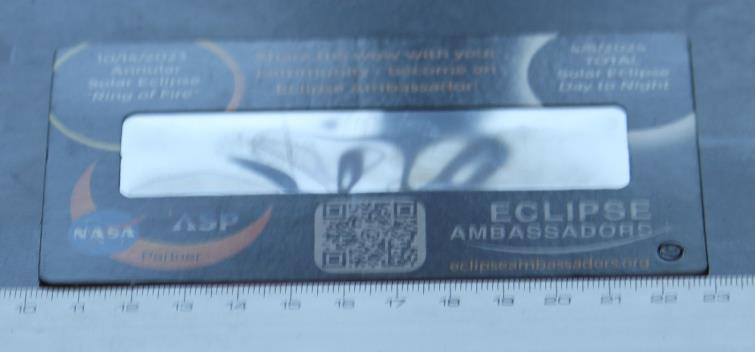 10/14/2023
Annular
Solar Eclipse
"Ring of Fire"
Share the wow with your
community - become an
Eclipse Ambassador!
4/8/2024
TOTAL
Solar Eclipse
Day to Night
NASA
ASP
Partner
ECLIPSE
AMBASSADORS
eclipseambassadors.org
10 11 12 13 14 15 16 17 18 19 20 21 22 23